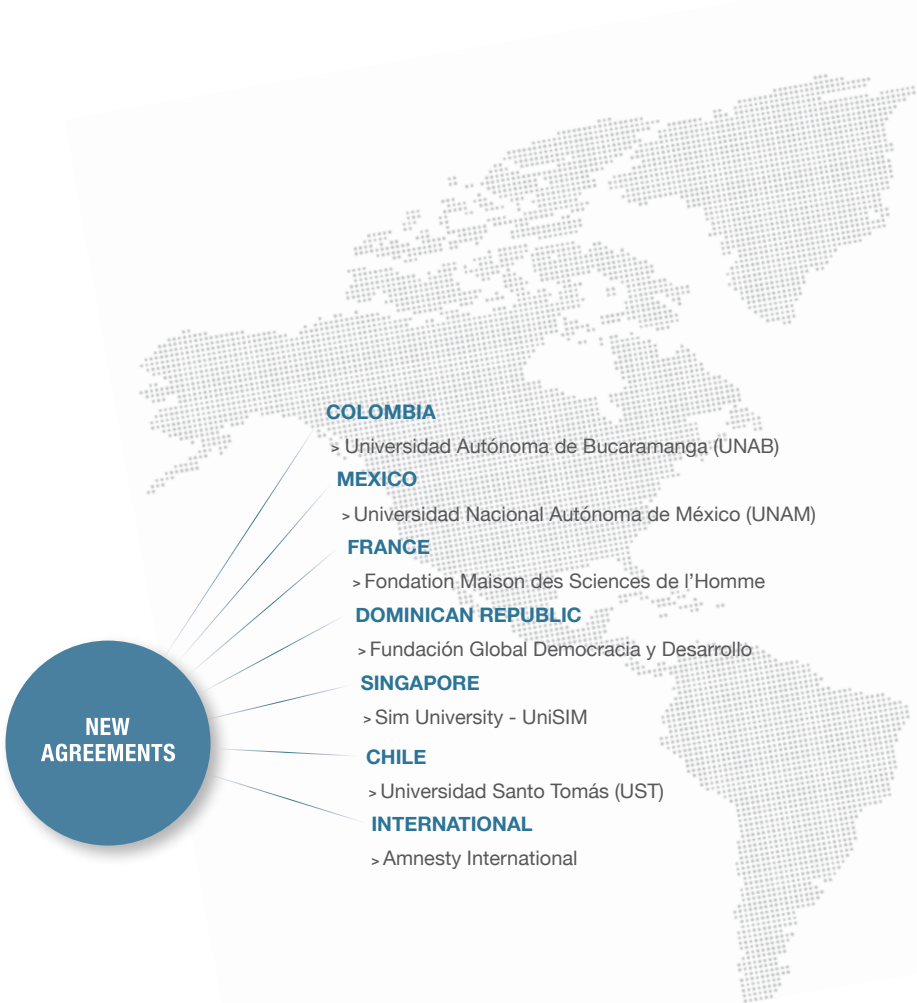 COLOMBIA
> Universidad Autónoma de Bucaramanga (UNAB)
MEXICO
> Universidad Nacional Autónoma de México (UNAM)
FRANCE
> Fondation Maison des Sciences de l'Homme
DOMINICAN REPUBLIC
> Fundación Global Democracia y Desarrollo
SINGAPORE
> Sim University - UniSIM
CHILE
> Universidad Santo Tomás (UST)
INTERNATIONAL
> Amnesty International
NEW
AGREEMENTS